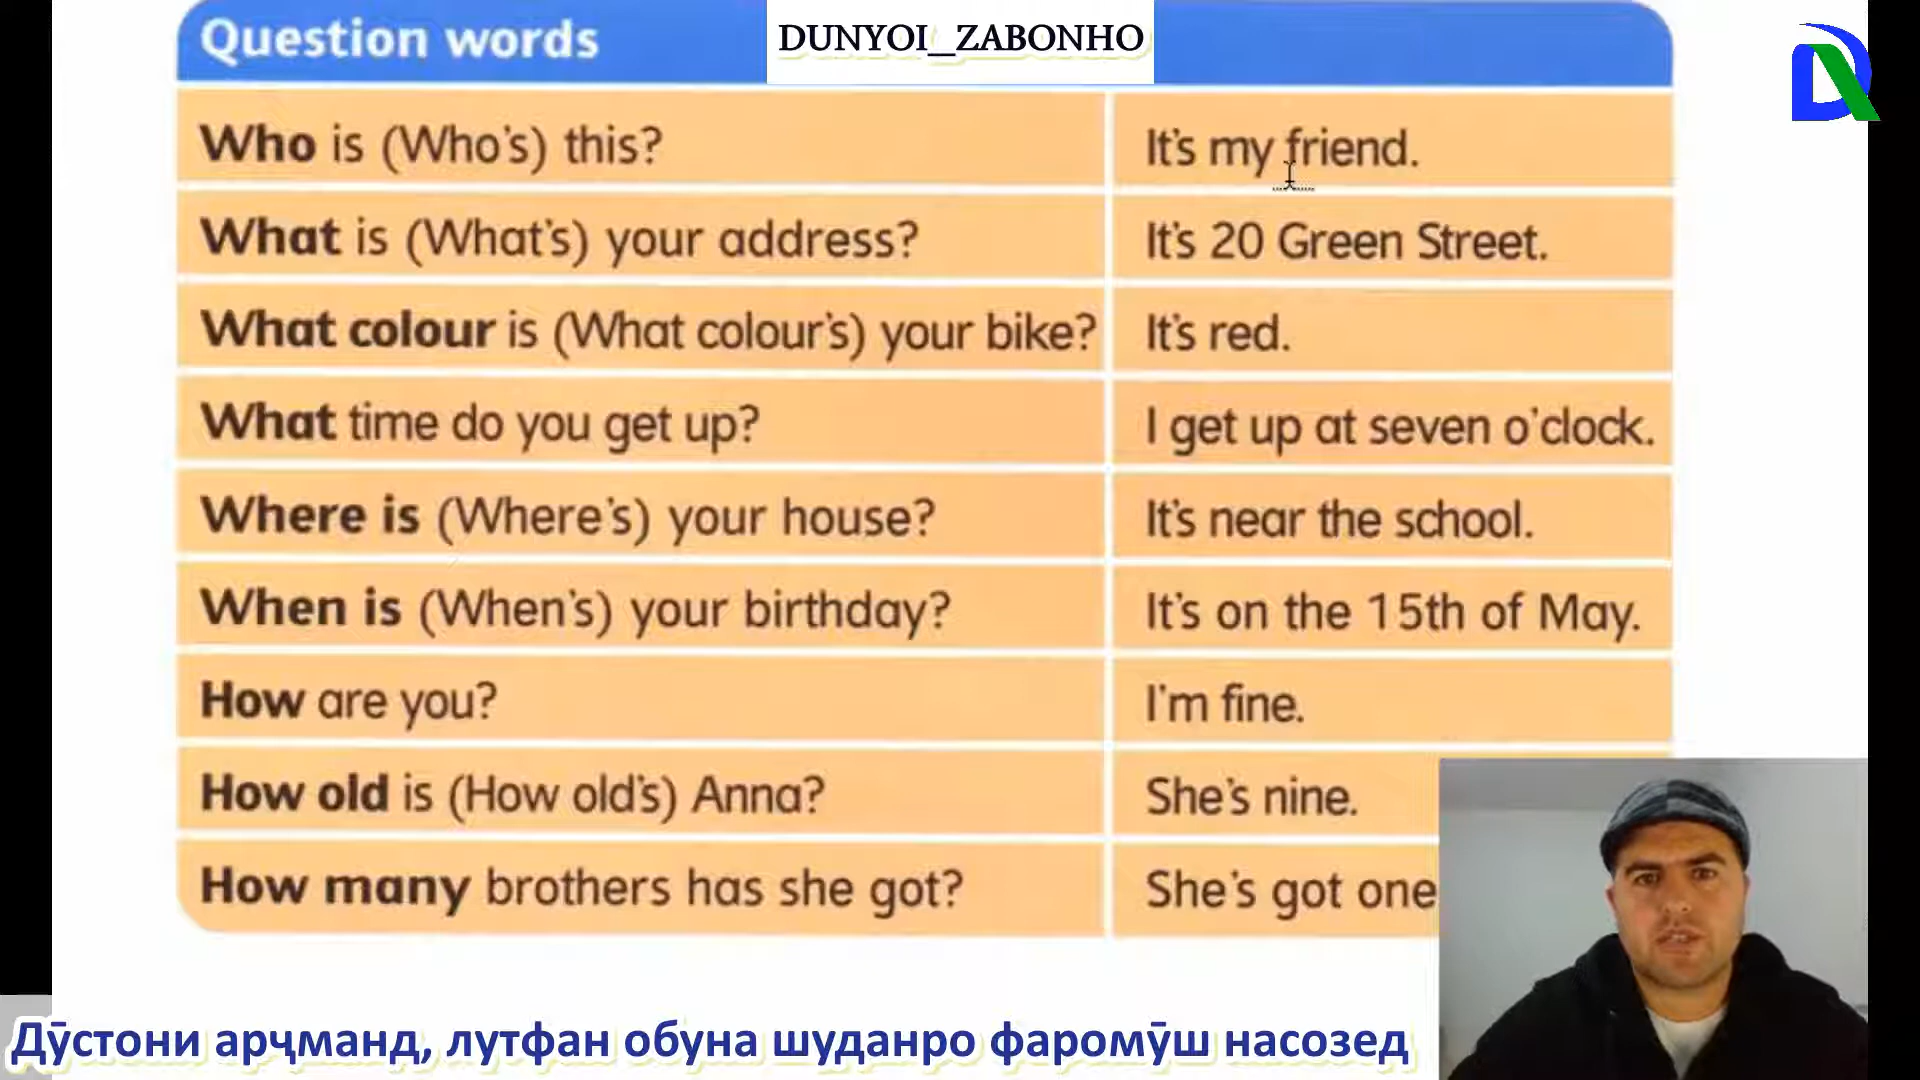 Question words
DUNYOI_ZABONHO
Who is (Who's) this? It's my friend.
What is (What's) your address? It's 20 Green Street.
What colour is (What colour's) your bike? It's red.
What time do you get up? I get up at seven o'clock.
Where is (Where's) your house? It's near the school.
When is (When's) your birthday? It's on the 15th of May.
How are you? I'm fine.
How old is (How old's) Anna? She's nine.
How many brothers has she got? She's got one
Дӯстони арҷманд, лутфан обуна шуданро фаромӯш насозед